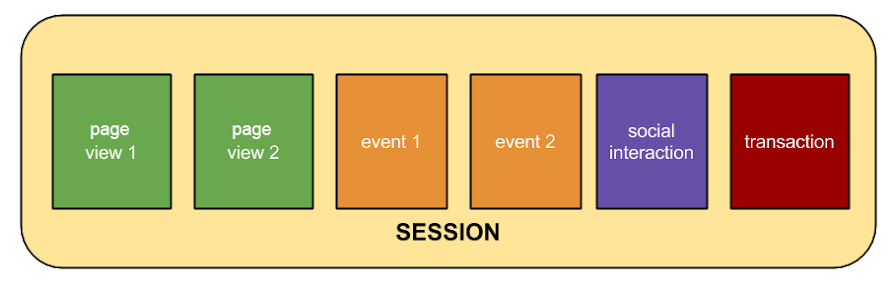 page
view 1
page
view 2
event 1
event 2
social
interaction
transaction
SESSION